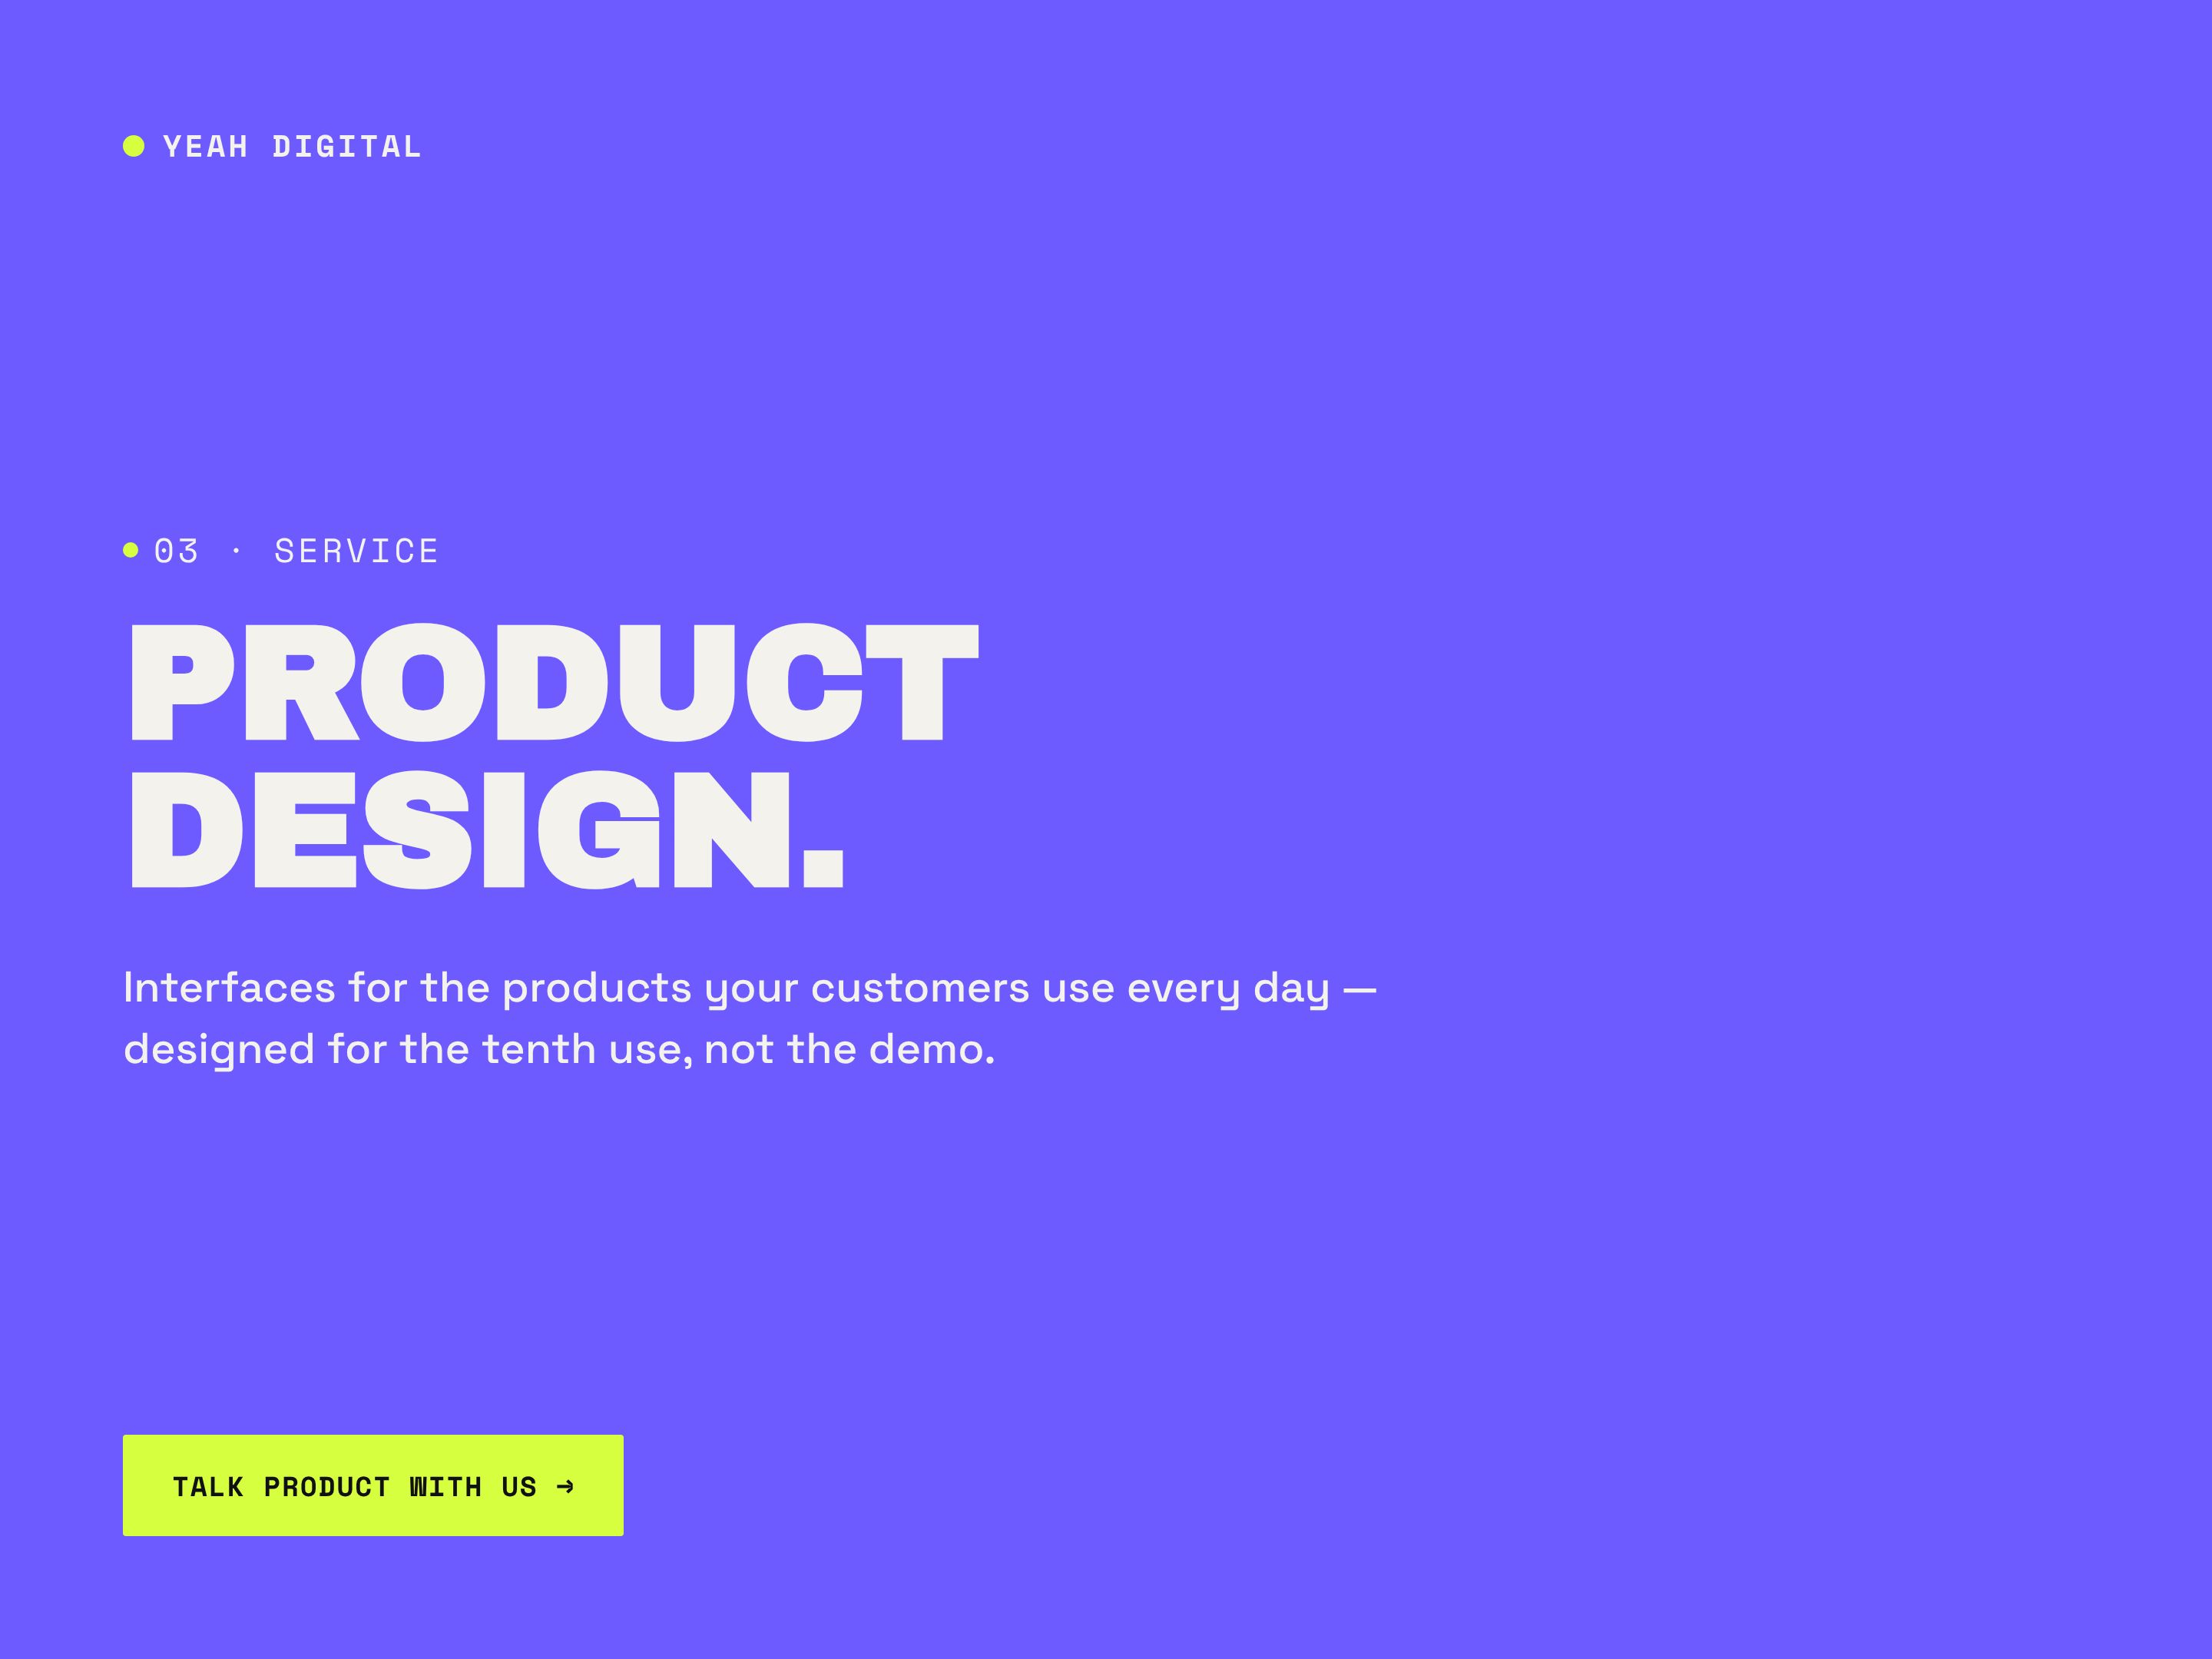 YEAH DIGITAL
03 · SERVICE
PRODUCT
DESIGN.
Interfaces for the products your customers use every day —
designed for the tenth use, not the demo.
TALK PRODUCT WITH US →